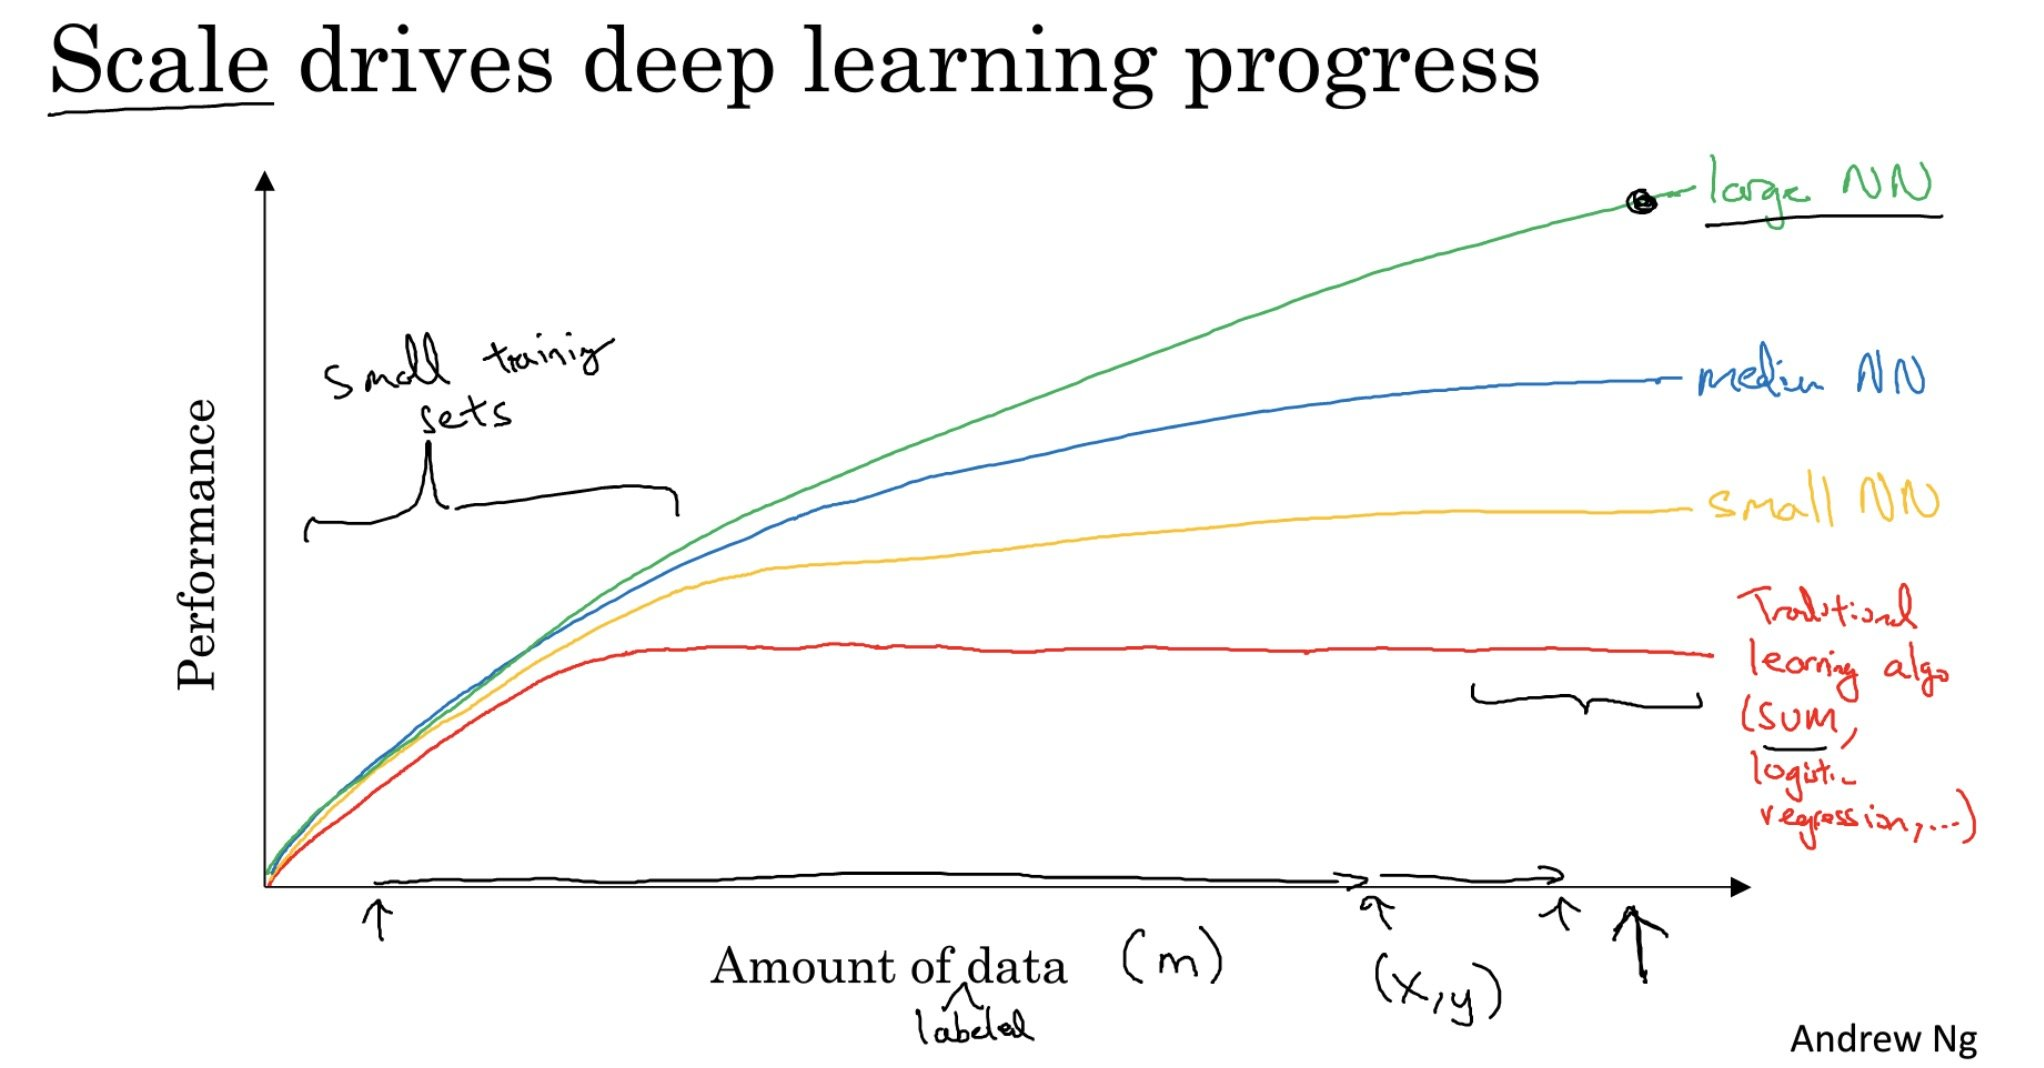 Scale drives deep learning progress
large NN
small training
sets
medium NN
small NN
Performance
Traditional
learning algo
(SVM,
logistic
regression,...)
Amount of data (m)
labeled
(x,y)
Andrew Ng